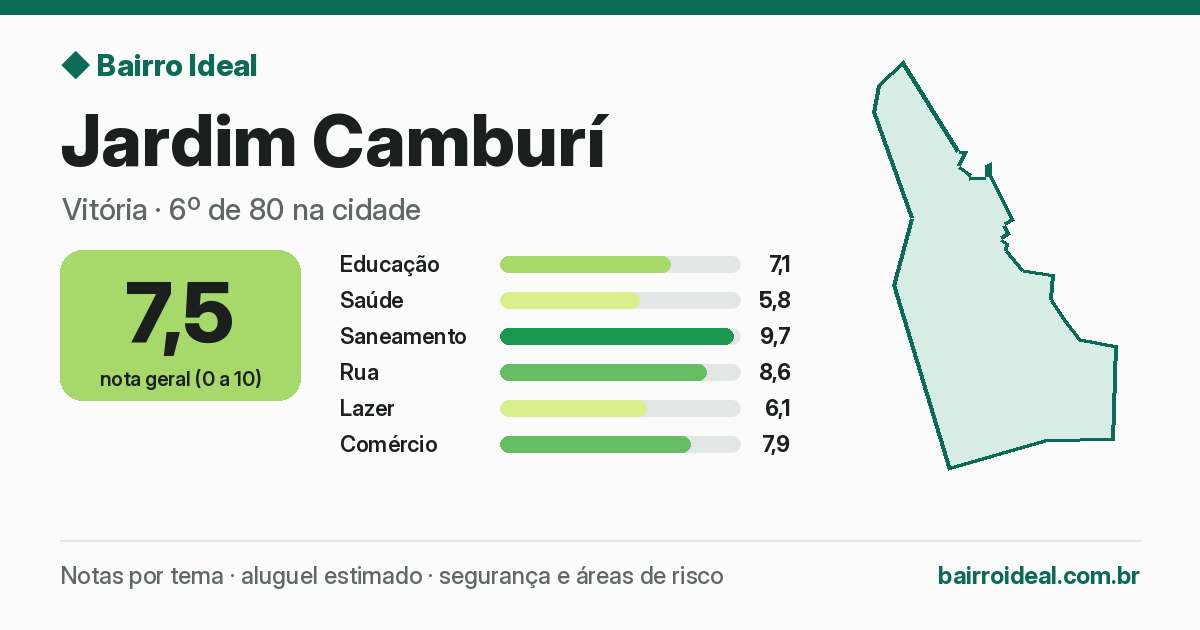 Bairro Ideal
Jardim Camburí
Vitória · 6º de 80 na cidade
7,5
nota geral (0 a 10)
Educação 7,1
Saúde 5,8
Saneamento 9,7
Rua 8,6
Lazer 6,1
Comércio 7,9
Notas por tema · aluguel estimado · segurança e áreas de risco
bairroideal.com.br